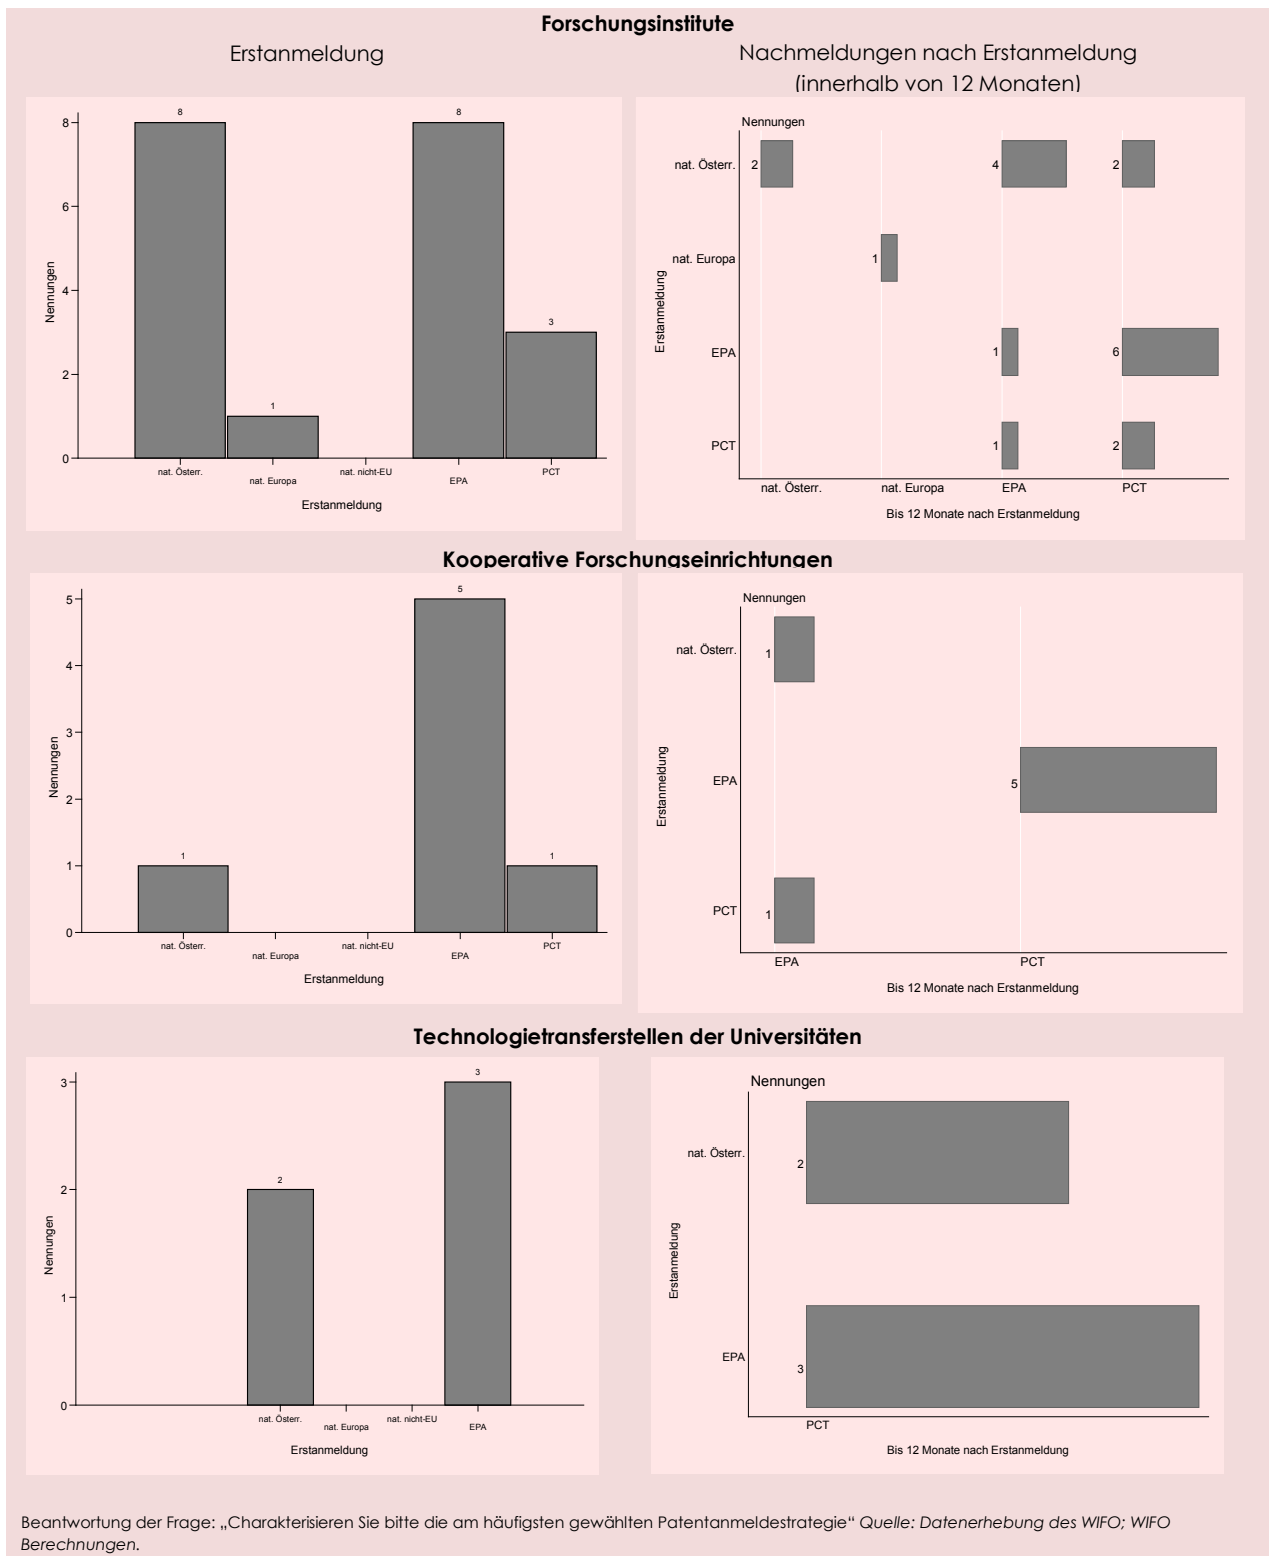 Forschungsinstitute
Erstanmeldung
Nachmeldungen nach Erstanmeldung
(innerhalb von 12 Monaten)
Nennungen
8
6
4
2
0
8
1
8
3
nat. Österr.
nat. Europa
nat. nicht-EU
EPA
PCT
Erstanmeldung
Nennungen
Erstanmeldung
nat. Österr.
2
4
2
nat. Europa
1
EPA
1
6
PCT
1
2
nat. Österr.
nat. Europa
EPA
PCT
Bis 12 Monate nach Erstanmeldung
Kooperative Forschungseinrichtungen
Nennungen
5
4
3
2
1
0
1
5
1
nat. Österr.
nat. Europa
nat. nicht-EU
EPA
PCT
Erstanmeldung
Nennungen
Erstanmeldung
nat. Österr.
1
EPA
5
PCT
1
EPA
PCT
Bis 12 Monate nach Erstanmeldung
Technologietransferstellen der Universitäten
Nennungen
3
2
1
0
2
3
nat. Österr.
nat. Europa
nat. nicht-EU
EPA
Erstanmeldung
Nennungen
Erstanmeldung
nat. Österr.
2
EPA
3
PCT
Bis 12 Monate nach Erstanmeldung
Beantwortung der Frage: „Charakterisieren Sie bitte die am häufigsten gewählten Patentanmeldestrategie“ Quelle: Datenerhebung des WIFO; WIFO
Berechnungen.